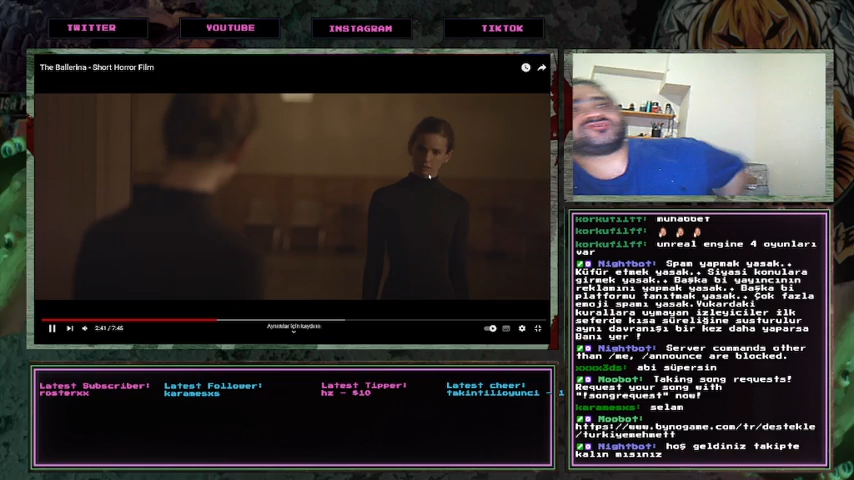 TWITTER
YOUTUBE
INSTAGRAM
TIKTOK
The Ballerina - Short Horror Film
2:41 / 7:45
Ayrıntılar için kaydırın
korkufilff: muhabbet
korkufilff:
korkufilff: unreal engine 4 oyunları
var
Nightbot: Spam yapmak yasak..
Küfür etmek yasak.. Siyasi konulara
girmek yasak.. Başka bi yayıncının
reklamını yapmak yasak.. Başka bi
platformu tanıtmak yasak.. Çok fazla
emoji spamı yasak.Yukardaki
kurallara uymayan izleyiciler ilk
seferde kısa süreliğine susturulur
aynı davranışı bir kez daha yaparsa
Banı yer !
Nightbot: Server commands other
than /me, /announce are blocked.
xxxx3ds: abi süpersin
Moobot: Taking song requests!
Request your song with
"!songrequest" now!
karamesxs: selam
Moobot:
https://www.bynogame.com/tr/destekle
/turkiyemehmett
Nightbot: hoş geldiniz takipte
kalın mısınız
Latest Subscriber:
rosterxx
Latest Follower:
karamesxs
Latest Tipper:
hz - $10
Latest cheer:
takintilioyunci - 1